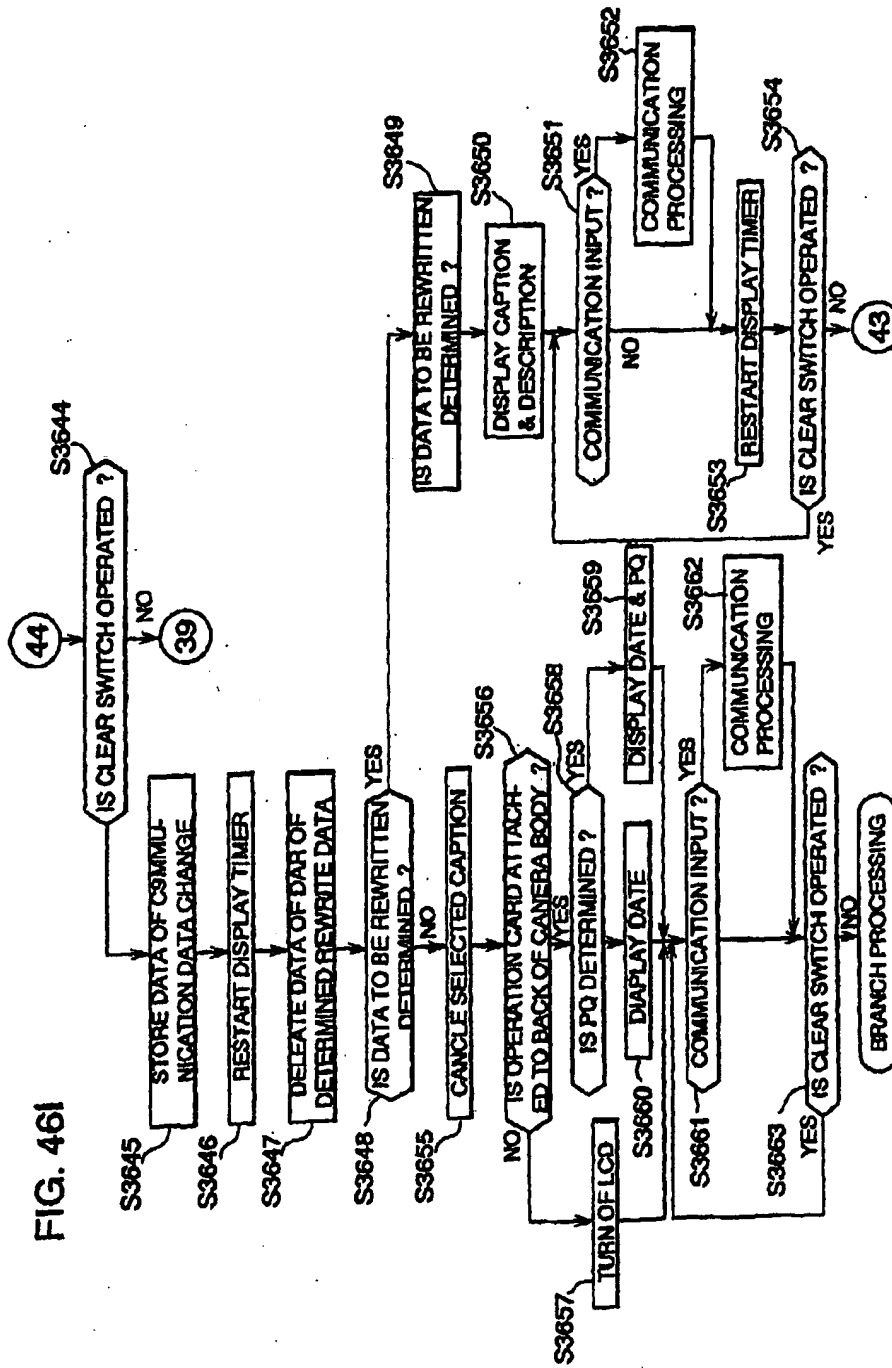 FIG. 46I
44
S3644
IS CLEAR SWITCH OPERATED ?
NO
39
S3645
STORE DATA OF C9MMU-
NICATION DATA CHANGE
S3646
RESTART DISPLAY TIMER
S3647
DELEATE DATA OF DAR OF
DETERMINED REWRITE DATA
S3648
IS DATA TO BE REWRITTEN
DETERMINED ?
YES
NO
S3649
IS DATA TO BE REWRITTEN
DETERMINED ?
S3650
DISPLAY CAPTION
& DESCRIPTION
S3651
COMMUNICATION INPUT ?
YES
NO
S3652
COMMUNICATION
PROCESSING
S3653
RESTART DISPLAY TIMER
S3654
IS CLEAR SWITCH OPERATED ?
YES
NO
43
S3655
CANCLE SELECTED CAPTION
S3656
IS OPERATION CARD ATTACH-
ED TO BACK OF CANERA BODY ?
NO
YES
S3657
TURN OF LCD
S3658
IS PQ DETERMINED ?
YES
S3659
DISPLAY DATE & PQ
S3660
DIAPLAY DATE
S3661
COMMUNICATION INPUT ?
YES
S3662
COMMUNICATION
PROCESSING
S3663
IS CLEAR SWITCH OPERATED ?
YES
NO
BRANCH PROCESSING